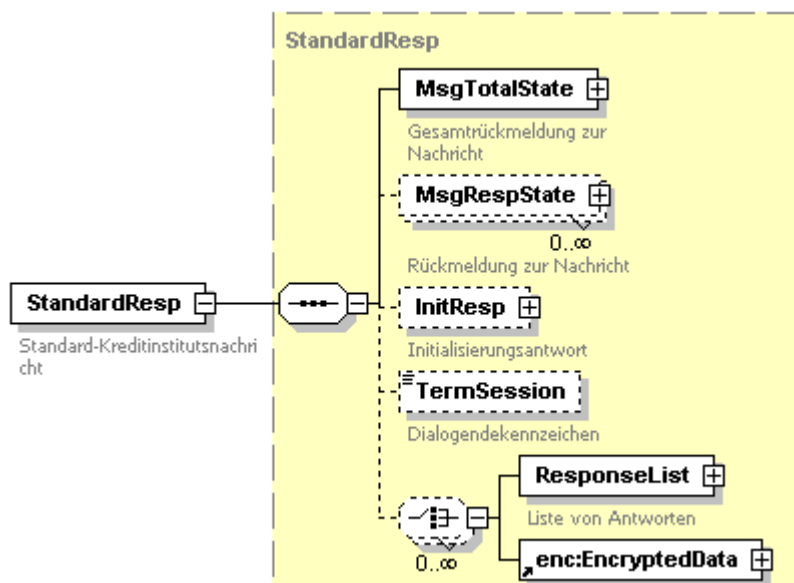 StandardResp
MsgTotalState
Gesamtrückmeldung zur
Nachricht
MsgRespState
0..∞
Rückmeldung zur Nachricht
StandardResp
Standard-Kreditinstitutsnachri
cht
InitResp
Initialisierungsantwort
TermSession
Dialogendekennzeichen
ResponseList
Liste von Antworten
0..∞
enc:EncryptedData